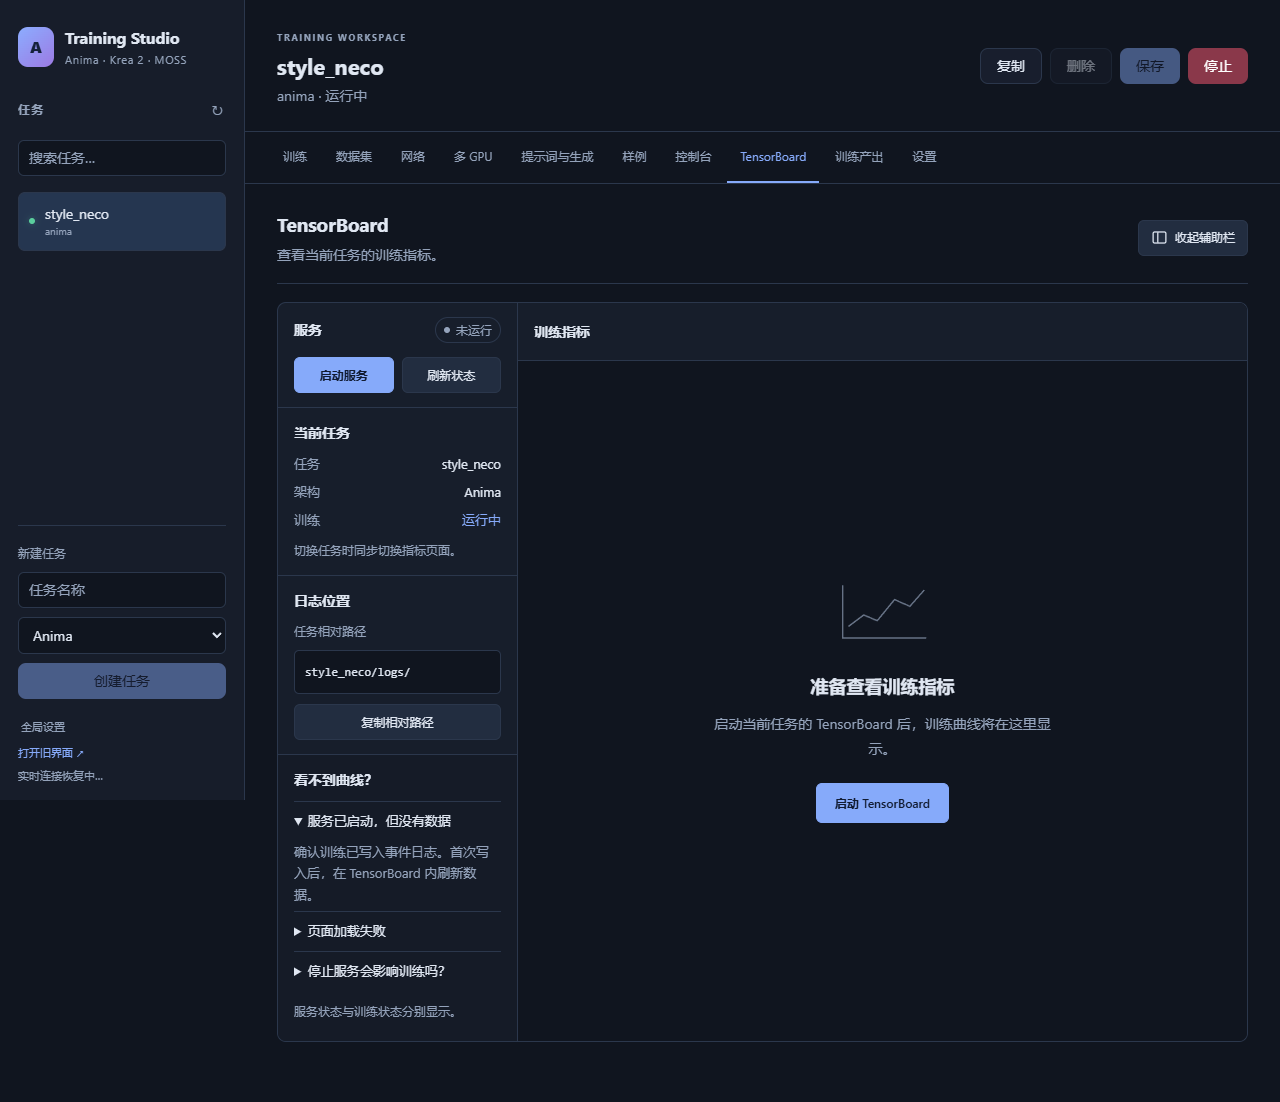 A
Training Studio
Anima · Krea 2 · MOSS
任务
↻
搜索任务...
style_neco
anima
新建任务
任务名称
Anima
创建任务
全局设置
打开旧界面 ↗
实时连接恢复中...
TRAINING WORKSPACE
style_neco
anima · 运行中
复制
删除
保存
停止
训练
数据集
网络
多 GPU
提示词与生成
样例
控制台
TensorBoard
训练产出
设置
TensorBoard
查看当前任务的训练指标。
收起辅助栏
服务
未运行
启动服务
刷新状态
当前任务
任务 style_neco
架构 Anima
训练 运行中
切换任务时同步切换指标页面。
日志位置
任务相对路径
style_neco/logs/
复制相对路径
看不到曲线？
▼ 服务已启动，但没有数据
确认训练已写入事件日志。首次写
入后，在 TensorBoard 内刷新数
据。
▶ 页面加载失败
▶ 停止服务会影响训练吗？
服务状态与训练状态分别显示。
训练指标
准备查看训练指标
启动当前任务的 TensorBoard 后，训练曲线将在这里显
示。
启动 TensorBoard